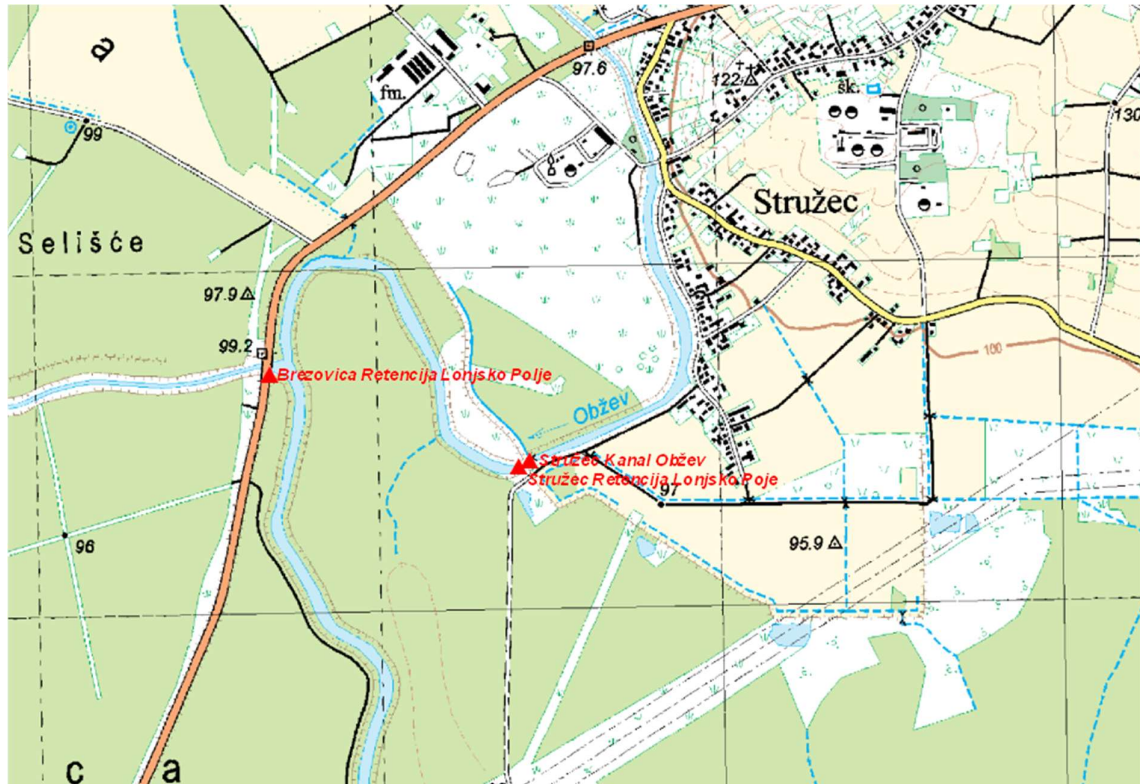 a
97.6
fm.
122
šk.
99
130
Stružec
Selišće
97.9
99.2
100
Brezovica Retencija Lonjsko Polje
Obžev
Stružec Kanal Obžev
Stružec Retencija Lonjsko Poje
97
96
95.9
c a